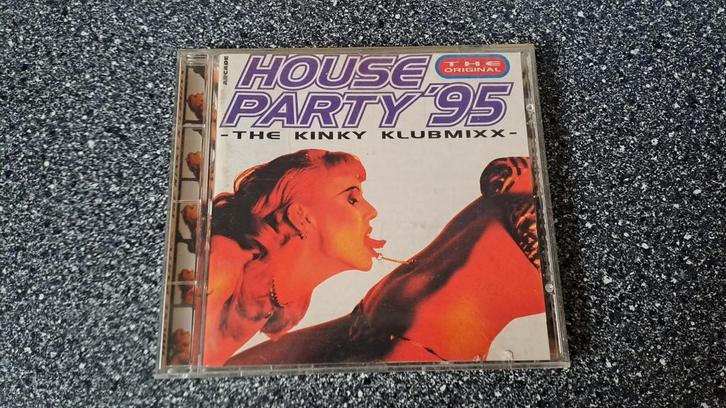 ARCADE
HOUSE
THE
ORIGINAL
PARTY '95
-THE KINKY KLUBMIXX-